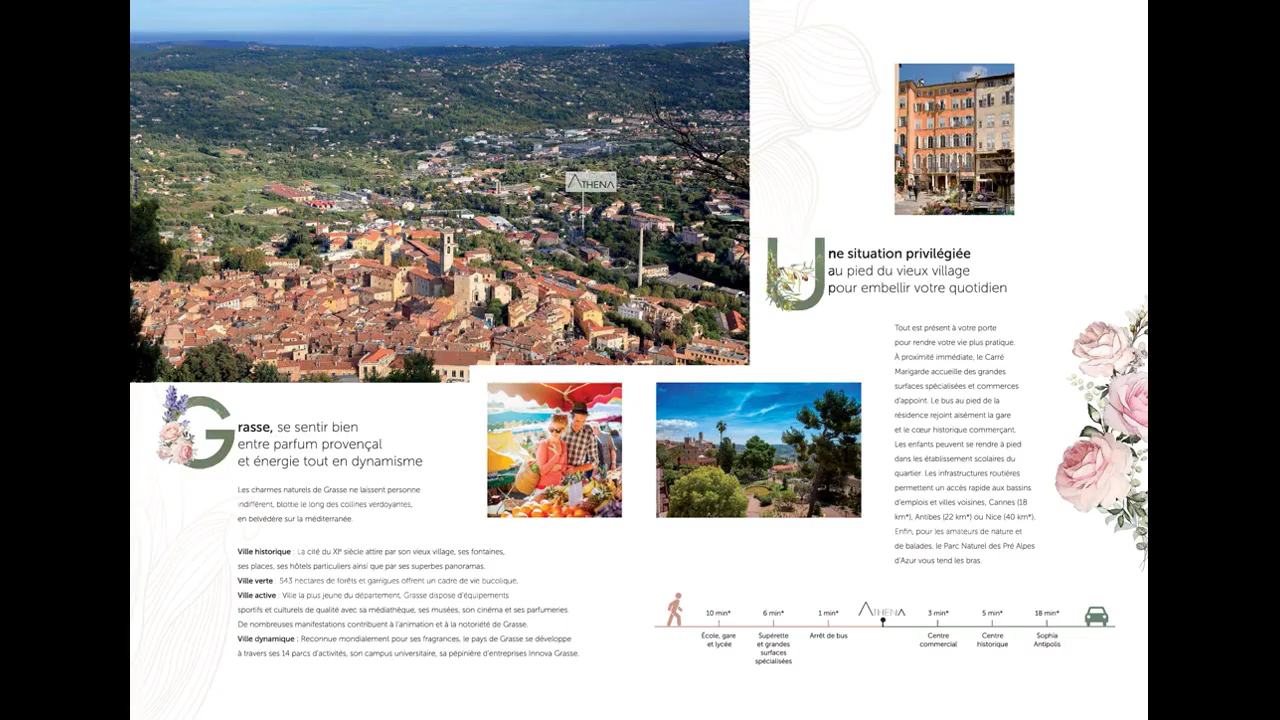 ATHENA
Grasse, se sentir bien
entre parfum provençal
et énergie tout en dynamisme
Les charmes naturels de Grasse ne laissent personne
indifférent, blottie le long des collines verdoyantes,
en belvédère sur la méditerranée.
Ville historique : La cité du XIᵉ siècle attire par son vieux village, ses fontaines,
ses places, ses hôtels particuliers ainsi que par ses superbes panoramas.
Ville verte : 543 hectares de forêts et garrigues offrent un cadre de vie bucolique.
Ville active : Ville la plus jeune du département, Grasse dispose d'équipements
sportifs et culturels de qualité avec sa médiathèque, ses musées, son cinéma et ses parfumeries.
De nombreuses manifestations contribuent à l'animation et à la notoriété de Grasse.
Ville dynamique : Reconnue mondialement pour ses fragrances, le pays de Grasse se développe
à travers ses 14 parcs d'activités, son campus universitaire, sa pépinière d'entreprises Innova Grasse.
Une situation privilégiée
au pied du vieux village
pour embellir votre quotidien
Tout est présent à votre porte
pour rendre votre vie plus pratique.
À proximité immédiate, le Carré
Marigarde accueille des grandes
surfaces spécialisées et commerces
d'appoint. Le bus au pied de la
résidence rejoint aisément la gare
et le cœur historique commerçant.
Les enfants peuvent se rendre à pied
dans les établissement scolaires du
quartier. Les infrastructures routières
permettent un accès rapide aux bassins
d'emplois et villes voisines, Cannes (18
km*), Antibes (22 km*) ou Nice (40 km*).
Enfin, pour les amateurs de nature et
de balades, le Parc Naturel des Pré Alpes
d'Azur vous tend les bras.
10 min* 6 min* 1 min* ATHENA 3 min* 5 min* 18 min*
École, gare
et lycée
Supérette
et grandes
surfaces
spécialisées
Arrêt de bus
Centre
commercial
Centre
historique
Sophia
Antipolis